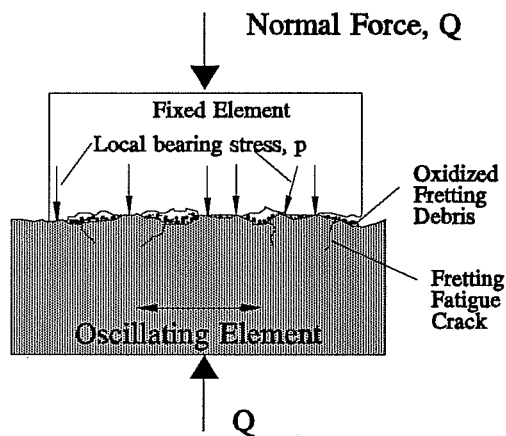 Normal Force, Q
Fixed Element
Local bearing stress, p
Oxidized
Fretting
Debris
Fretting
Fatigue
Crack
Oscillating Element
Q